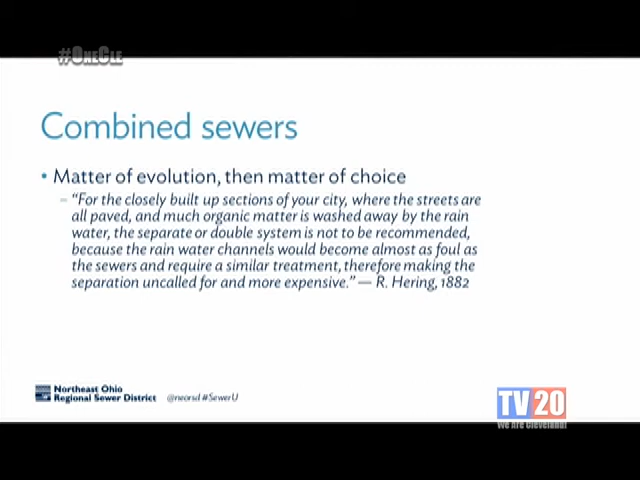 #OneCle
Combined sewers
• Matter of evolution, then matter of choice
– “For the closely built up sections of your city, where the streets are
all paved, and much organic matter is washed away by the rain
water, the separate or double system is not to be recommended,
because the rain water channels would become almost as foul as
the sewers and require a similar treatment, therefore making the
separation uncalled for and more expensive.” — R. Hering, 1882
Northeast Ohio
Regional Sewer District @neorsd #SewerU
TV20
We Are Cleveland!